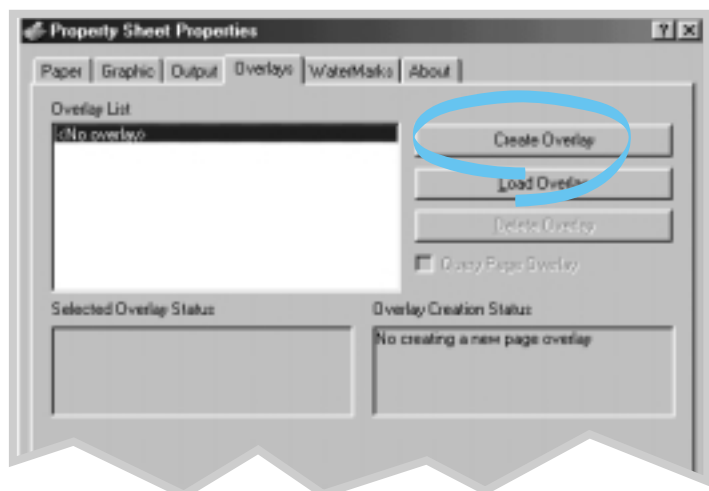 Property Sheet Properties
Paper Graphic Output Overlays WaterMarks About
Overlay List
<No overlay>
Create Overlay
Load Overlay
Delete Overlay
Query Page Overlay
Selected Overlay Status
Overlay Creation Status
No creating a new page overlay